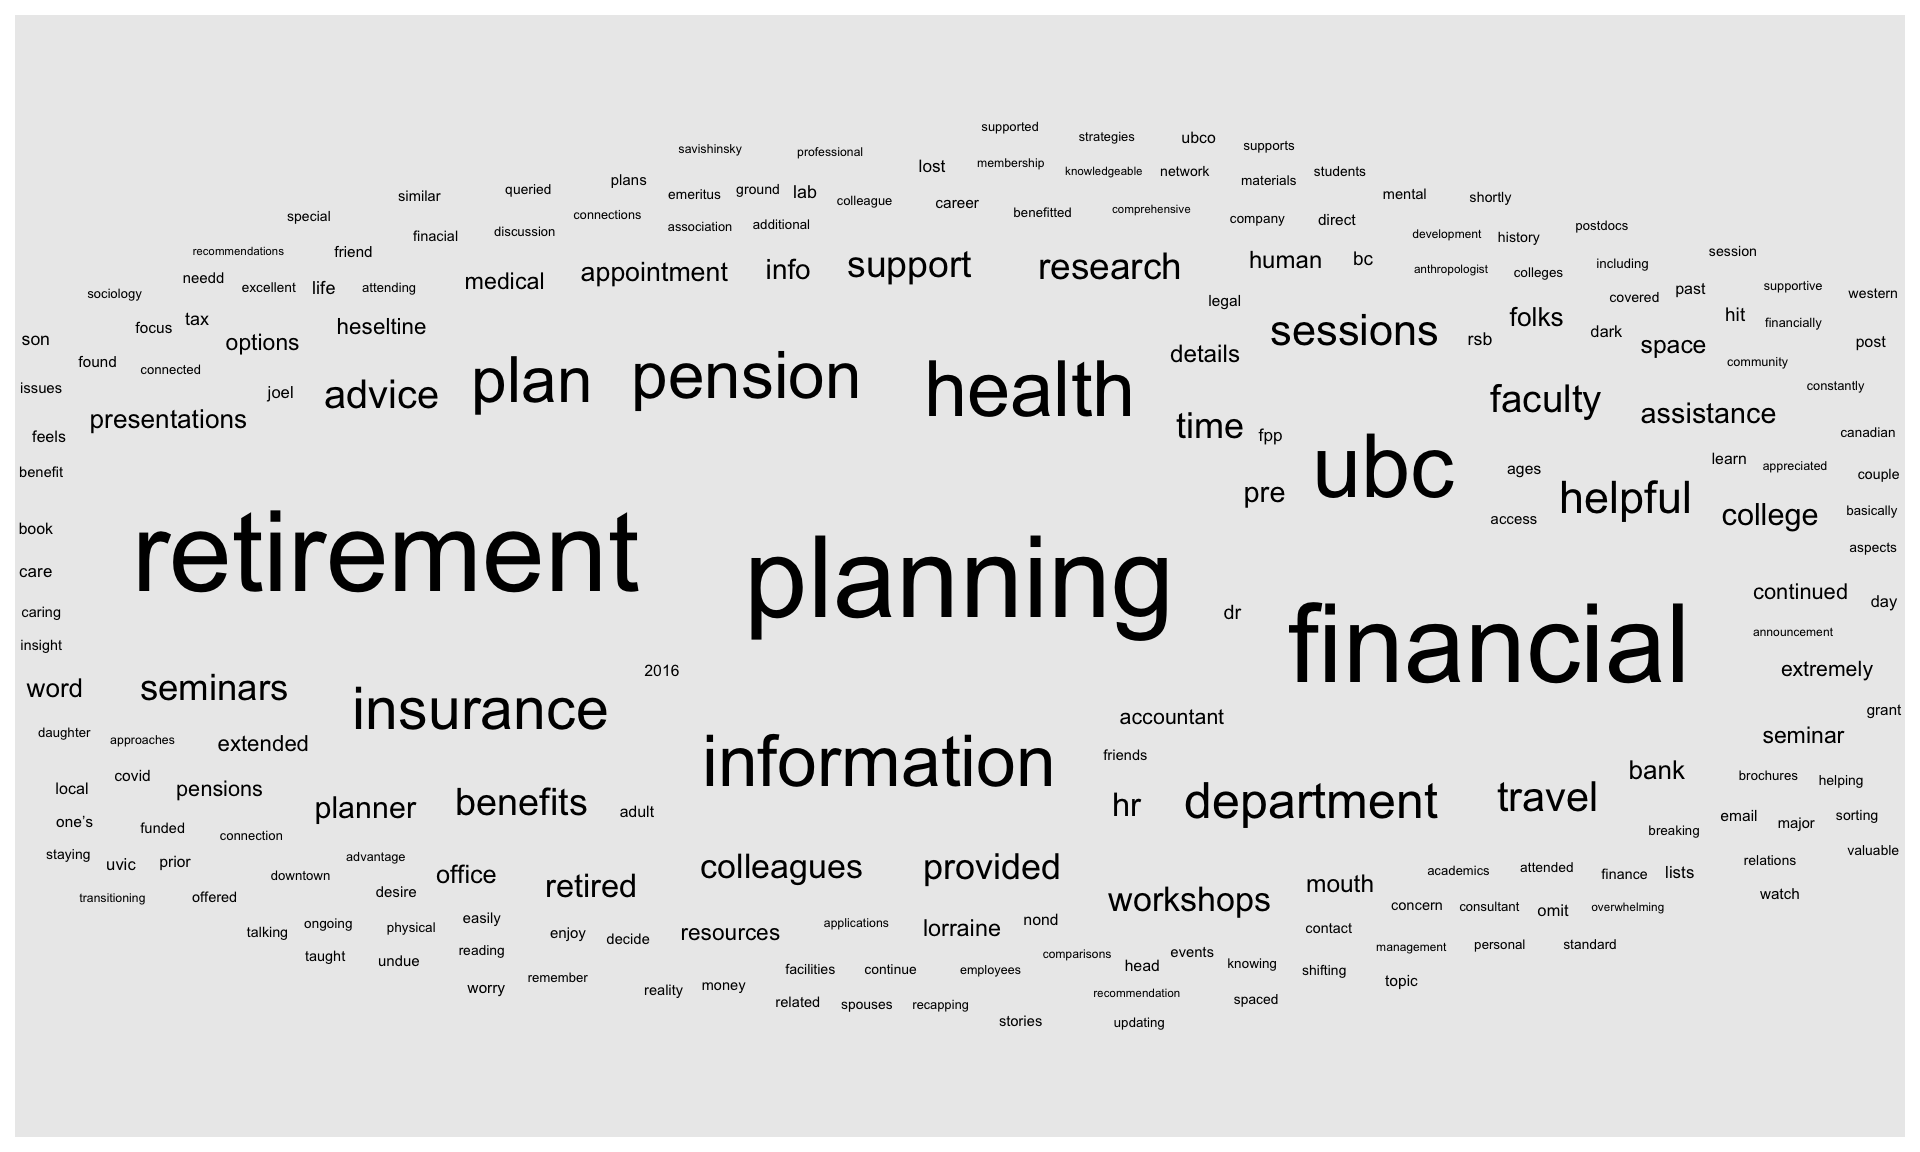 supported
strategies
ubco
supports
savishinsky
professional
lost
membership
knowledgeable
network
materials
students
similar
queried
plans
emeritus
ground
lab
colleague
career
benefitted
comprehensive
company
direct
mental
shortly
special
finacial
discussion
connections
association
additional
development
history
postdocs
recommendations
friend
medical
appointment
info
support
research
human
bc
anthropologist
colleges
including
session
sociology
needd
excellent
life
attending
legal
covered
past
supportive
western
son
focus
tax
options
heseltine
details
sessions
rsb
folks
dark
space
hit
financially
post
issues
found
connected
joel
advice
plan
pension
health
time
fpp
faculty
assistance
community
constantly
feels
presentations
ubc
canadian
benefit
pre
ages
helpful
learn
appreciated
couple
book
retirement
planning
access
college
basically
aspects
care
caring
dr
financial
continued
day
insight
2016
announcement
extremely
word
seminars
insurance
accountant
grant
daughter
approaches
extended
information
friends
seminar
covid
local
pensions
planner
benefits
adult
hr
department
travel
bank
brochures
helping
one’s
funded
connection
breaking
email
major
sorting
staying
uvic
prior
advantage
downtown
office
colleagues
provided
mouth
academics
attended
finance
lists
relations
valuable
transitioning
offered
desire
retired
workshops
concern
consultant
omit
overwhelming
watch
talking
ongoing
physical
easily
enjoy
decide
resources
applications
lorraine
nond
contact
taught
undue
reading
comparisons
head
events
knowing
management
personal
standard
worry
remember
reality
money
facilities
continue
employees
recommendation
shifting
topic
related
spouses
recapping
stories
updating
spaced